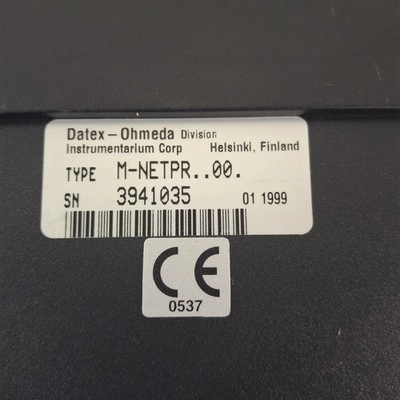 Datex-Ohmeda Division
Instrumentarium Corp Helsinki, Finland
TYPE M-NETPR..00.
SN 3941035 01 1999
CE
0537